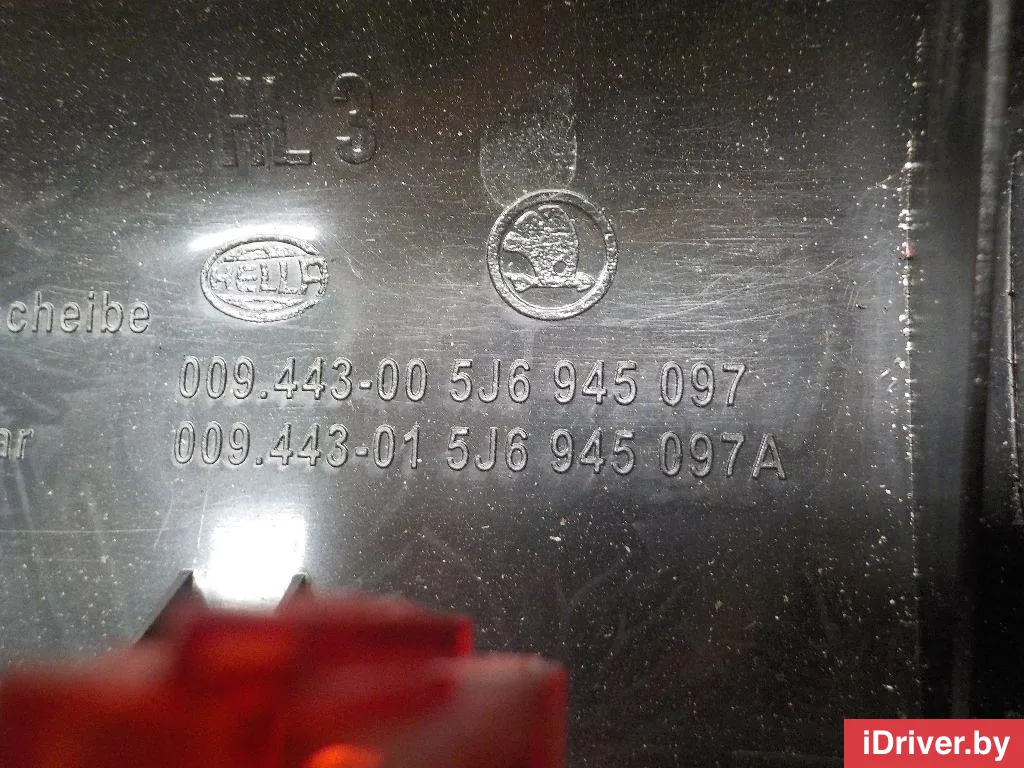 HL 3
HELLA
cheibe
009.443-00 5J6 945 097
ar 009.443-01 5J6 945 097A
iDriver.by